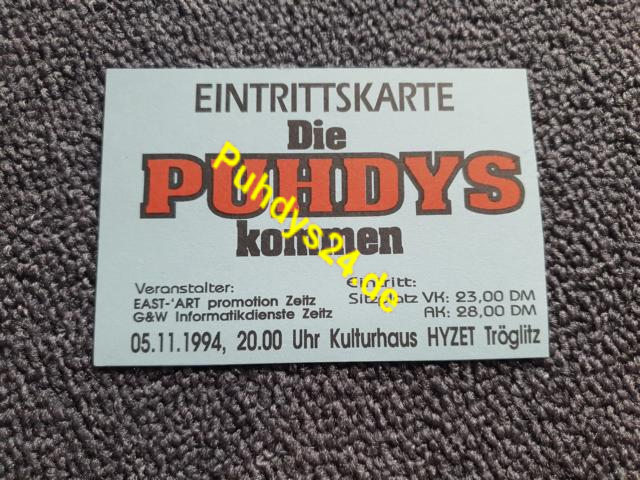 EINTRITTSKARTE
Die
PUHDYS
kommen
Veranstalter:
EAST-'ART promotion Zeitz
G&W Informatikdienste Zeitz
Eintritt:
Sitzplatz VK: 23,00 DM
AK: 28,00 DM
05.11.1994, 20.00 Uhr Kulturhaus HYZET Tröglitz
Puhdys24.de